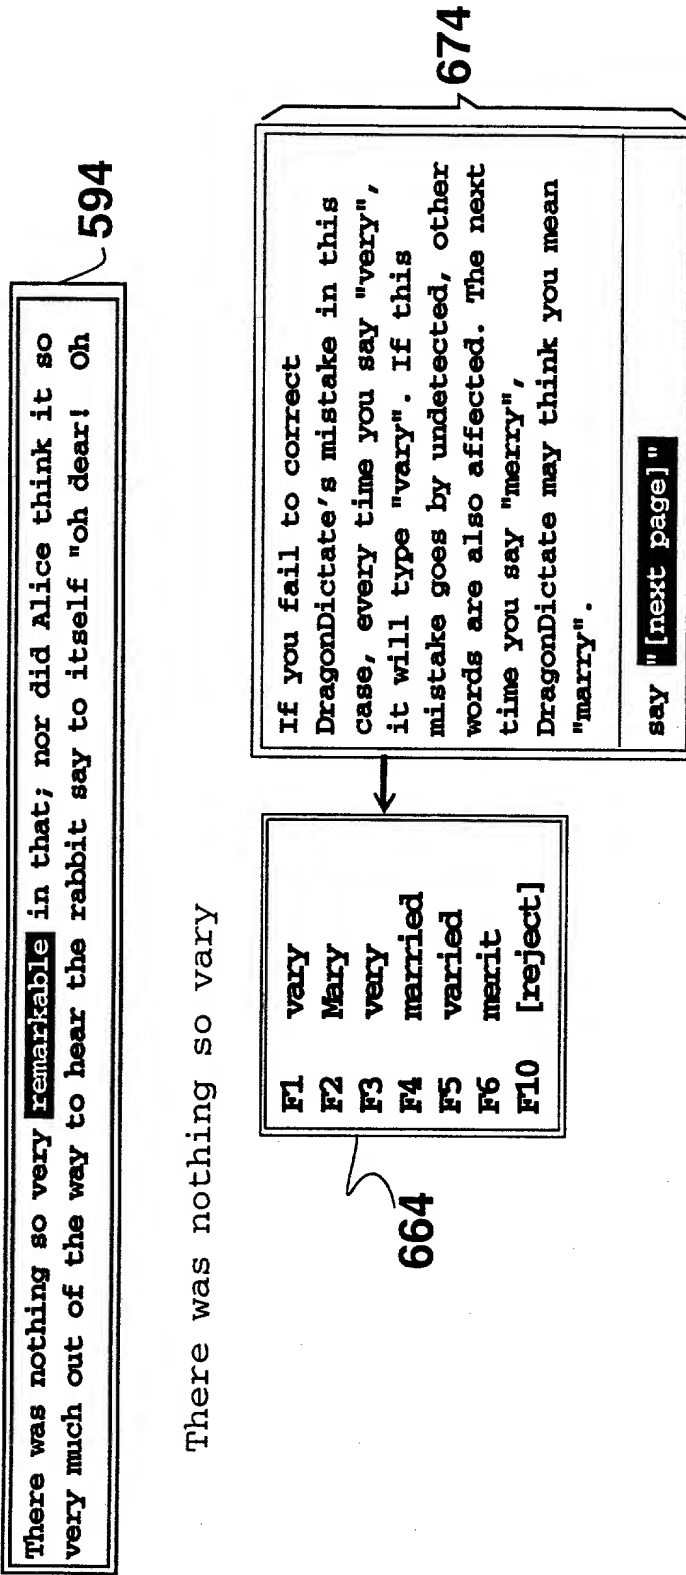 There was nothing so very remarkable in that; nor did Alice think it so
very much out of the way to hear the rabbit say to itself "oh dear! Oh
594
There was nothing so vary
F1 vary
F2 Mary
F3 very
F4 married
F5 varied
F6 merit
F10 [reject]
664
If you fail to correct
DragonDictate's mistake in this
case, every time you say "very",
it will type "vary". If this
mistake goes by undetected, other
words are also affected. The next
time you say "merry",
DragonDictate may think you mean
"marry".
say "[next page]"
674